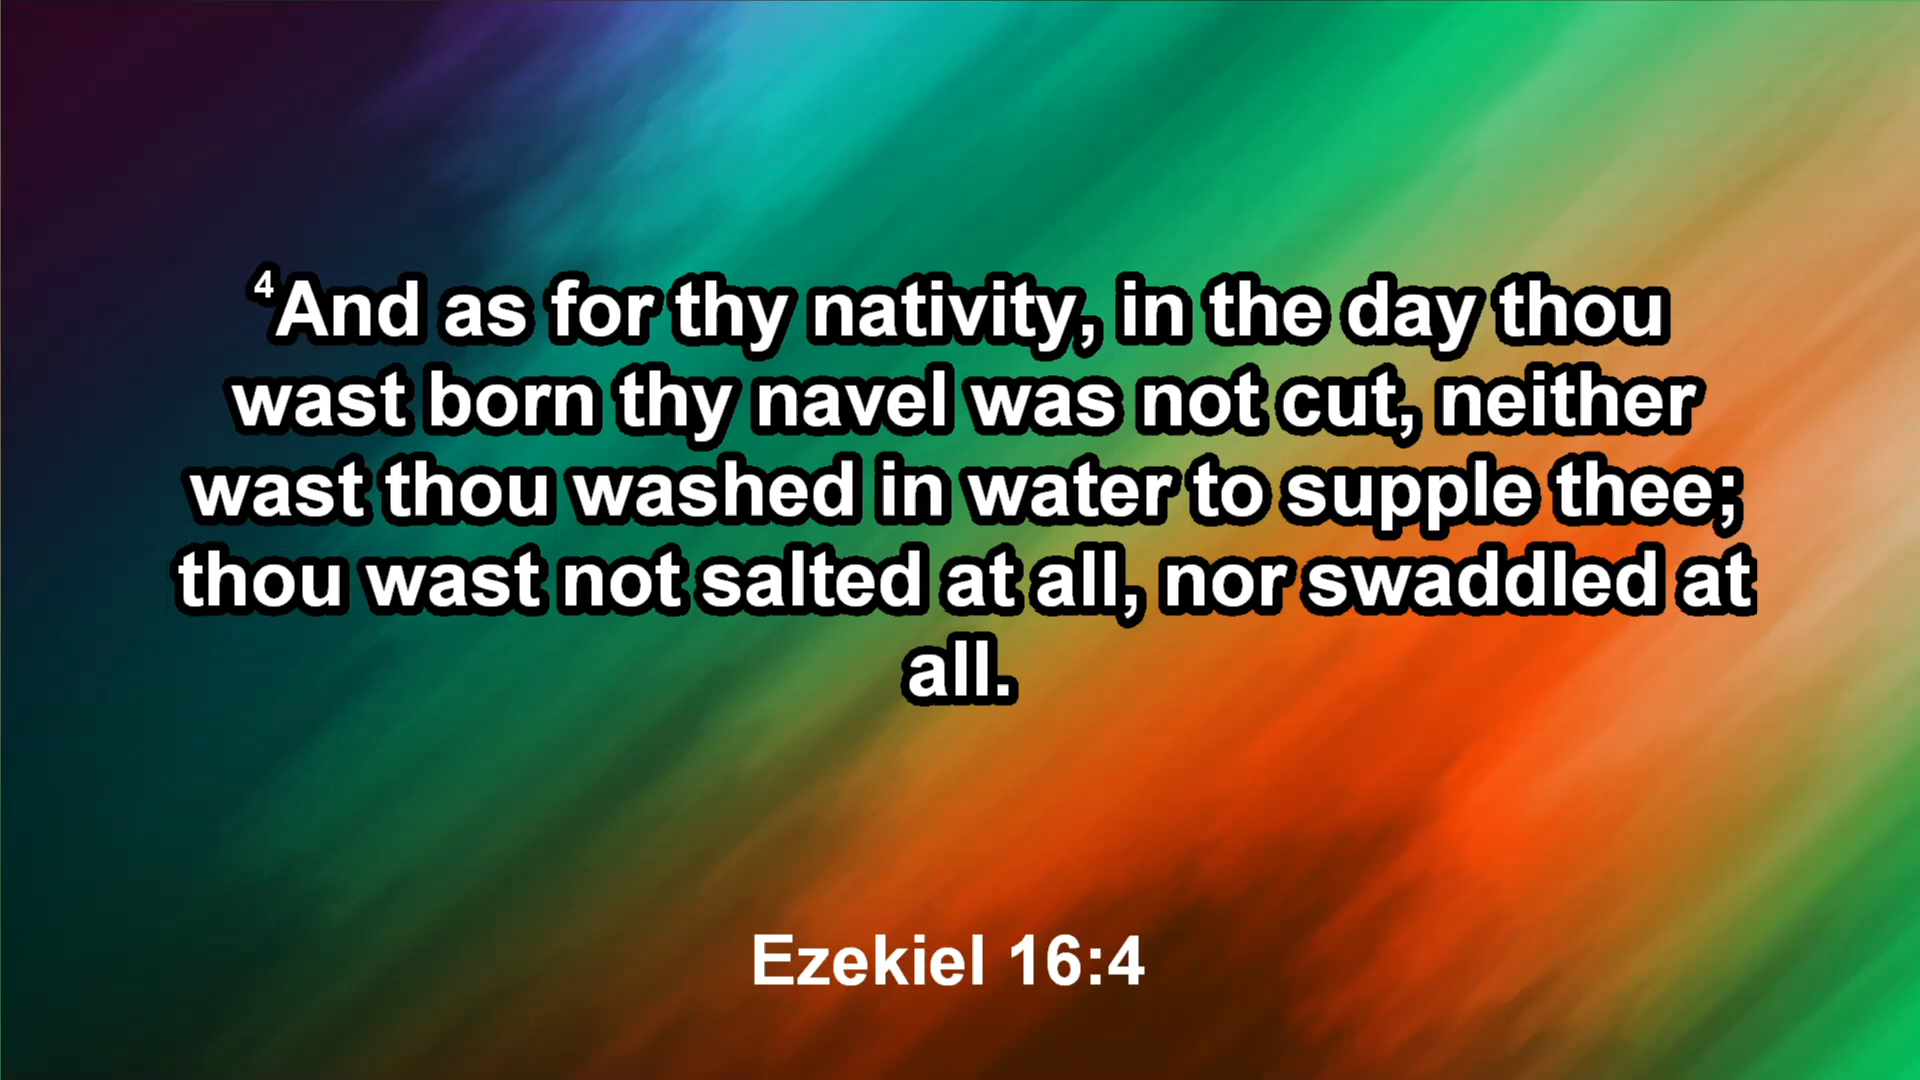 4And as for thy nativity, in the day thou
wast born thy navel was not cut, neither
wast thou washed in water to supple thee;
thou wast not salted at all, nor swaddled at
all.
Ezekiel 16:4